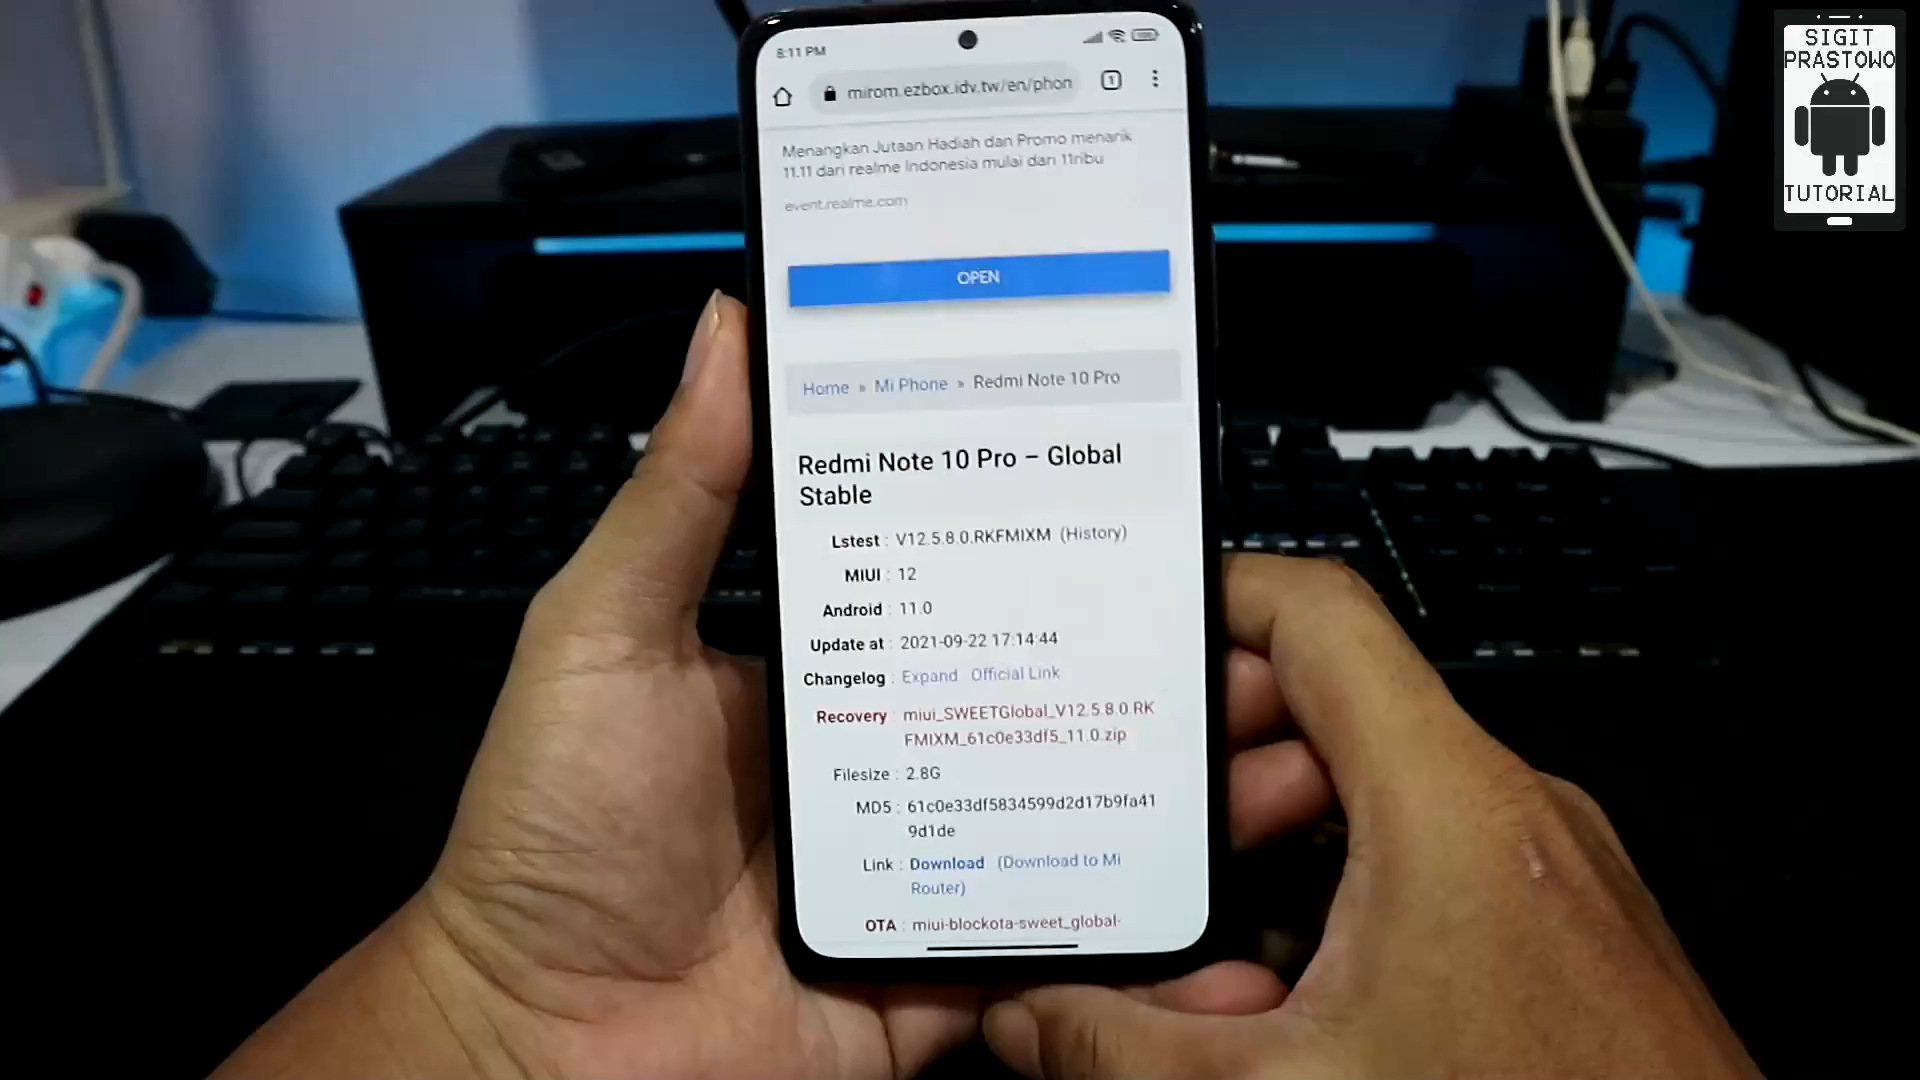 SIGIT
PRASTOWO
TUTORIAL
8:11 PM
mirom.ezbox.idv.tw/en/phon
1
Menangkan Jutaan Hadiah dan Promo menarik
11.11 dari realme Indonesia mulai dari 11ribu
event.realme.com
OPEN
Home » Mi Phone » Redmi Note 10 Pro
Redmi Note 10 Pro – Global
Stable
Lstest : V12.5.8.0.RKFMIXM (History)
MIUI : 12
Android : 11.0
Update at : 2021-09-22 17:14:44
Changelog : Expand Official Link
Recovery : miui_SWEETGlobal_V12.5.8.0.RK
FMIXM_61c0e33df5_11.0.zip
Filesize : 2.8G
MD5 : 61c0e33df5834599d2d17b9fa41
9d1de
Link : Download (Download to Mi
Router)
OTA : miui-blockota-sweet_global-